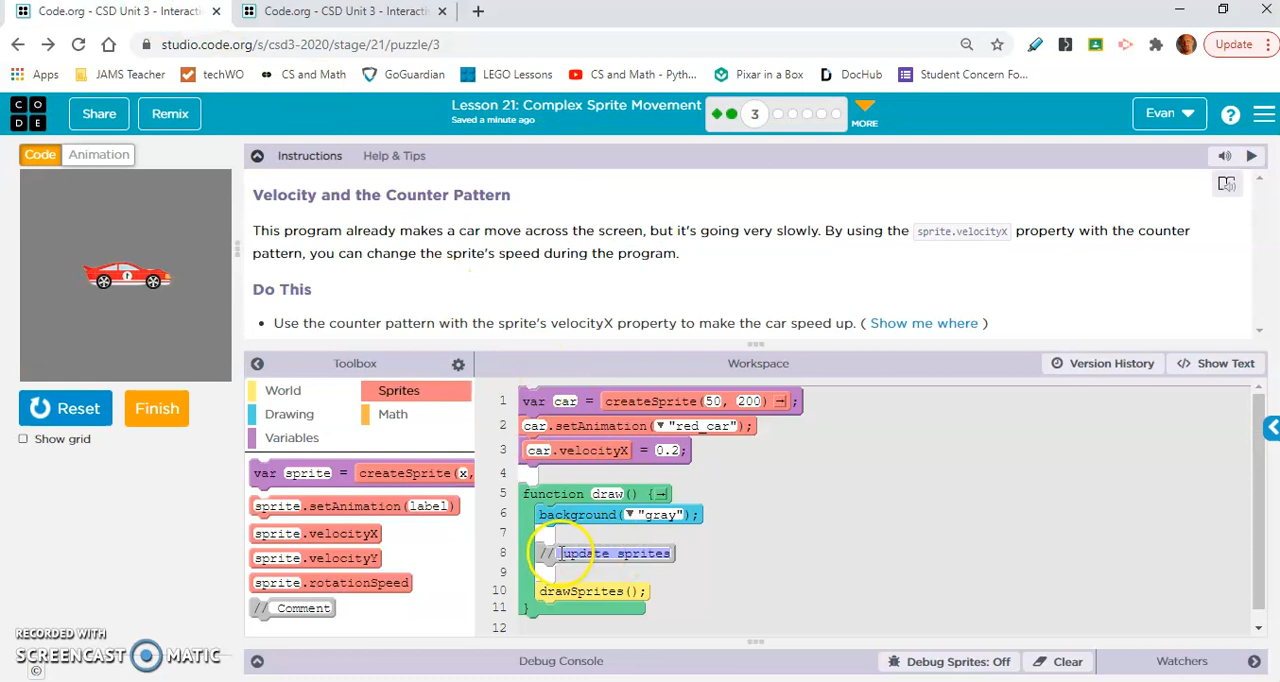 Code.org - CSD Unit 3 - Interacti
Code.org - CSD Unit 3 - Interacti
studio.code.org/s/csd3-2020/stage/21/puzzle/3
Update
Apps
JAMS Teacher
techWO
CS and Math
GoGuardian
LEGO Lessons
CS and Math - Pyth...
Pixar in a Box
DocHub
Student Concern Fo...
C O
D E
Share
Remix
Lesson 21: Complex Sprite Movement
Saved a minute ago
3
MORE
Evan
Code
Animation
Instructions
Help & Tips
Velocity and the Counter Pattern
This program already makes a car move across the screen, but it's going very slowly. By using the sprite.velocityX property with the counter
pattern, you can change the sprite's speed during the program.
Do This
• Use the counter pattern with the sprite's velocityX property to make the car speed up. ( Show me where )
Reset
Finish
Show grid
Toolbox
World
Sprites
Drawing
Math
Variables
var sprite = createSprite(x,
sprite.setAnimation(label)
sprite.velocityX
sprite.velocityY
sprite.rotationSpeed
// Comment
Workspace
Version History
</> Show Text
1 var car = createSprite(50, 200) ;
2 car.setAnimation( "red_car");
3 car.velocityX = 0.2;
4
5 function draw() {
6 background( "gray");
7
8 // update sprites
9
10 drawSprites();
11 }
12
RECORDED WITH
SCREENCAST MATIC
Debug Console
Debug Sprites: Off
Clear
Watchers